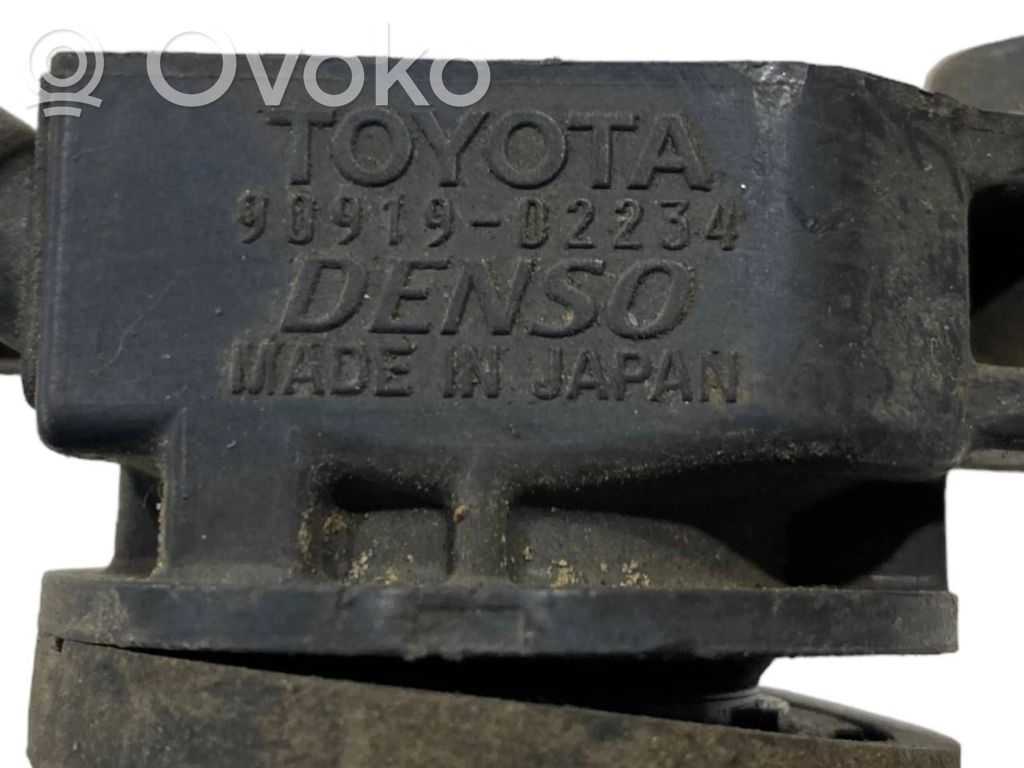 Ovoko
TOYOTA
90919-02234
DENSO
MADE IN JAPAN